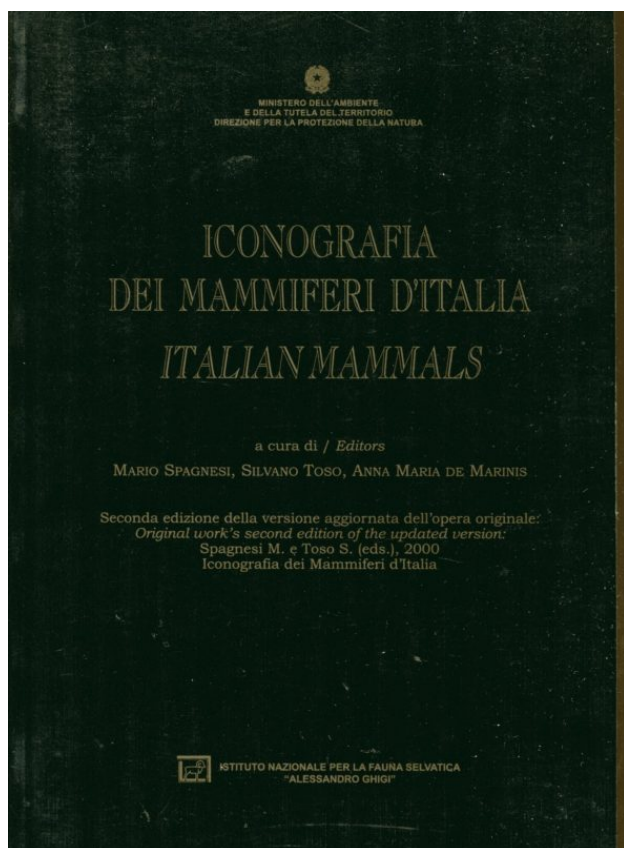 MINISTERO DELL'AMBIENTE
E DELLA TUTELA DEL TERRITORIO
DIREZIONE PER LA PROTEZIONE DELLA NATURA
ICONOGRAFIA
DEI MAMMIFERI D'ITALIA
ITALIAN MAMMALS
a cura di / Editors
MARIO SPAGNESI, SILVANO TOSO, ANNA MARIA DE MARINIS
Seconda edizione della versione aggiornata dell'opera originale:
Original work's second edition of the updated version:
Spagnesi M. e Toso S. (eds.), 2000
Iconografia dei Mammiferi d'Italia
ISTITUTO NAZIONALE PER LA FAUNA SELVATICA
"ALESSANDRO GHIGI"